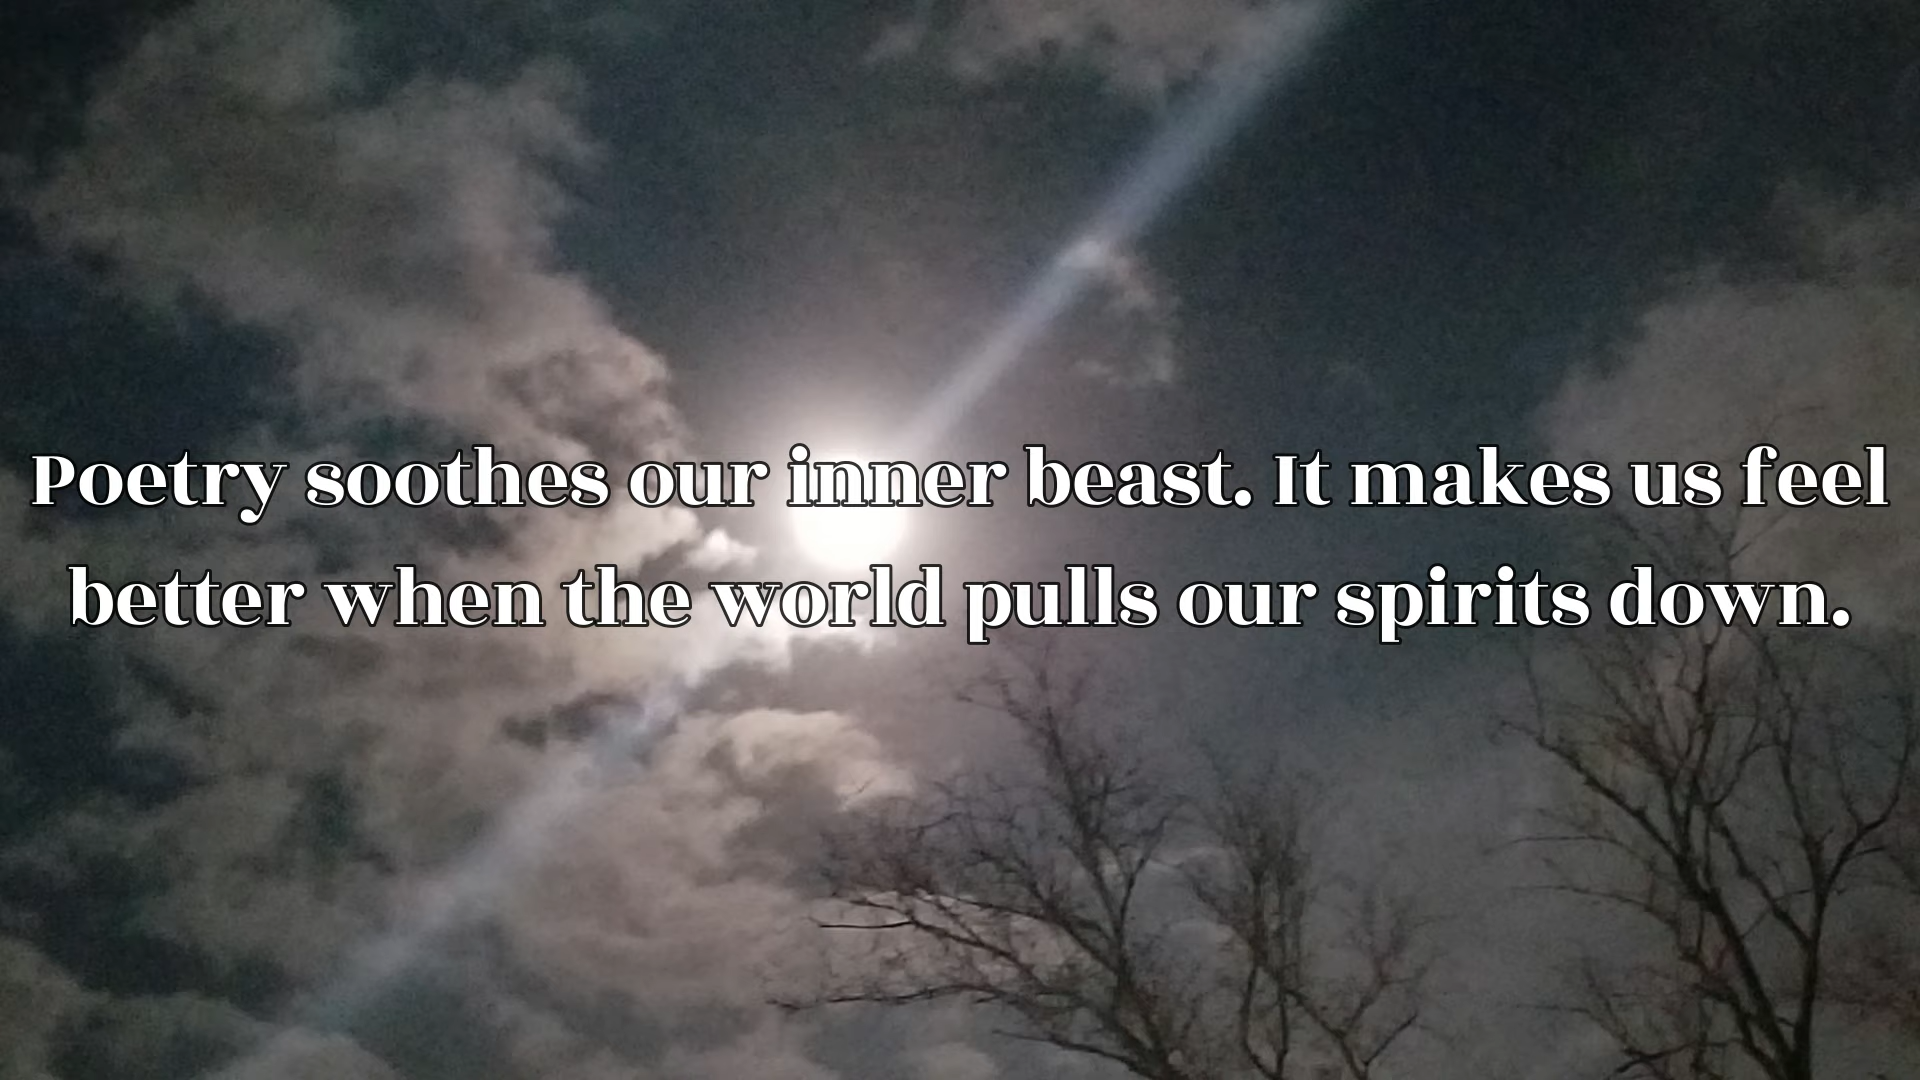 Poetry soothes our inner beast. It makes us feel
better when the world pulls our spirits down.